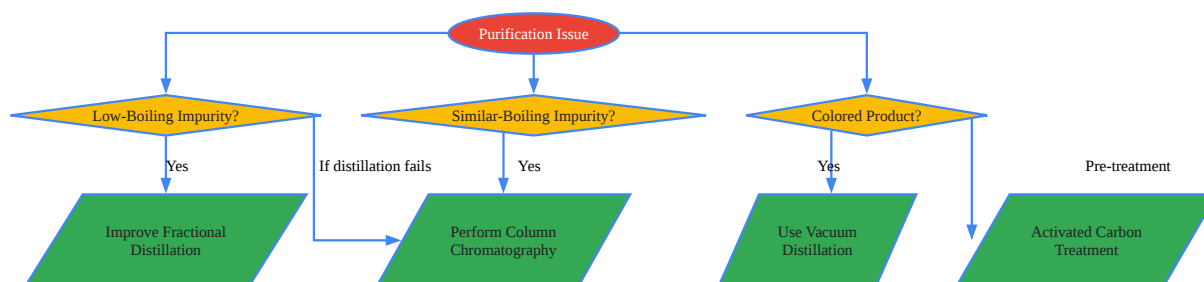 Purification Issue
Low-Boiling Impurity?
Similar-Boiling Impurity?
Colored Product?
Yes
If distillation fails
Yes
Yes
Pre-treatment
Improve Fractional
Distillation
Perform Column
Chromatography
Use Vacuum
Distillation
Activated Carbon
Treatment